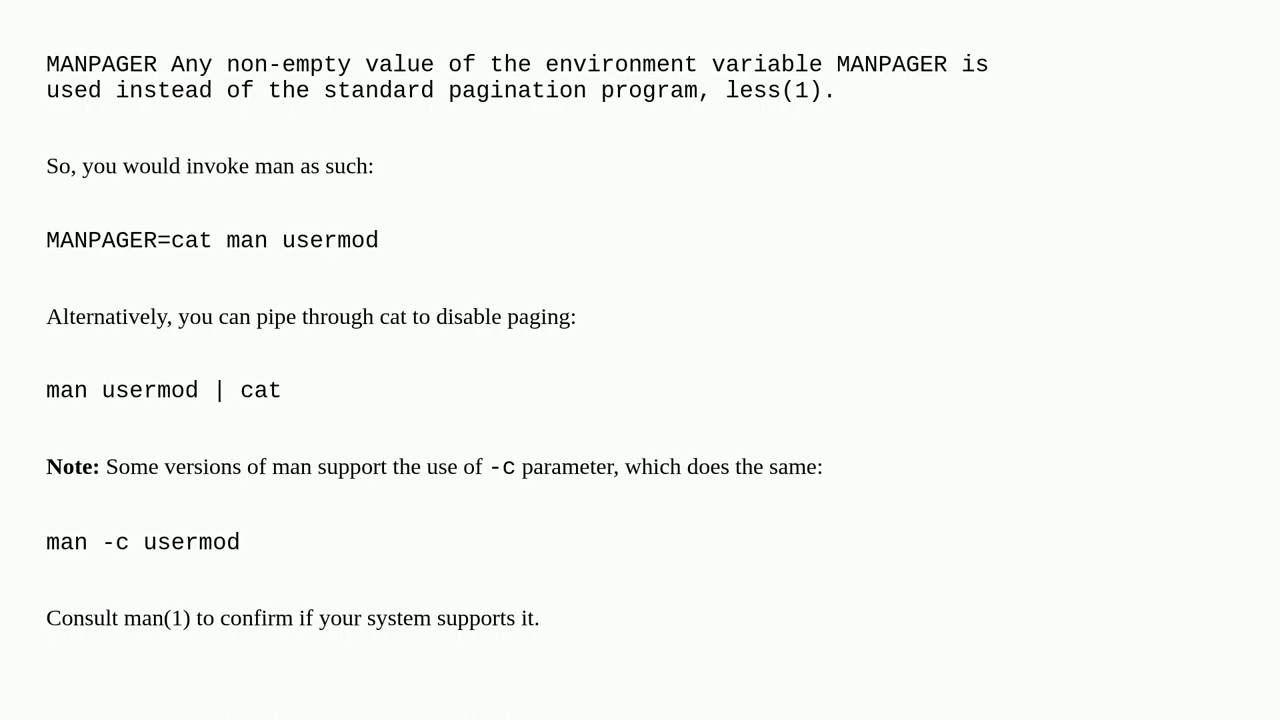 MANPAGER Any non-empty value of the environment variable MANPAGER is
used instead of the standard pagination program, less(1).
So, you would invoke man as such:
MANPAGER=cat man usermod
Alternatively, you can pipe through cat to disable paging:
man usermod | cat
Note: Some versions of man support the use of -c parameter, which does the same:
man -c usermod
Consult man(1) to confirm if your system supports it.